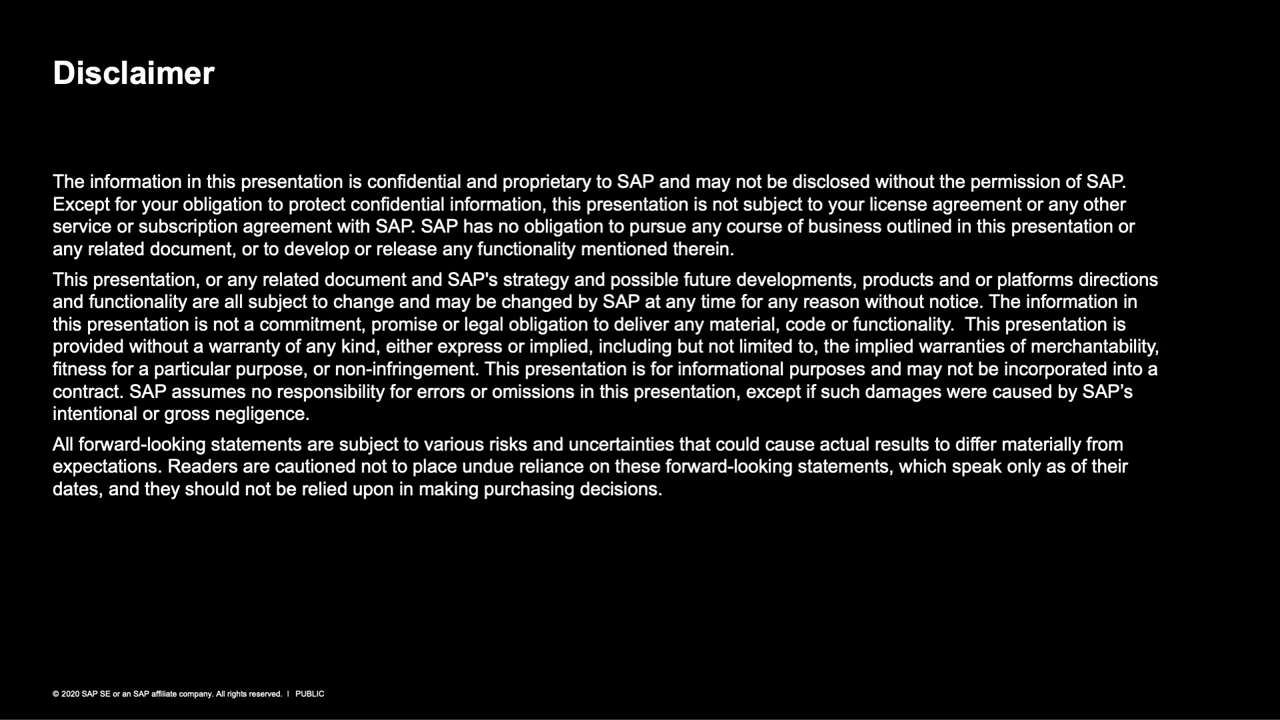 Disclaimer
The information in this presentation is confidential and proprietary to SAP and may not be disclosed without the permission of SAP.
Except for your obligation to protect confidential information, this presentation is not subject to your license agreement or any other
service or subscription agreement with SAP. SAP has no obligation to pursue any course of business outlined in this presentation or
any related document, or to develop or release any functionality mentioned therein.
This presentation, or any related document and SAP's strategy and possible future developments, products and or platforms directions
and functionality are all subject to change and may be changed by SAP at any time for any reason without notice. The information in
this presentation is not a commitment, promise or legal obligation to deliver any material, code or functionality.  This presentation is
provided without a warranty of any kind, either express or implied, including but not limited to, the implied warranties of merchantability,
fitness for a particular purpose, or non-infringement. This presentation is for informational purposes and may not be incorporated into a
contract. SAP assumes no responsibility for errors or omissions in this presentation, except if such damages were caused by SAP’s
intentional or gross negligence.
All forward-looking statements are subject to various risks and uncertainties that could cause actual results to differ materially from
expectations. Readers are cautioned not to place undue reliance on these forward-looking statements, which speak only as of their
dates, and they should not be relied upon in making purchasing decisions.
© 2020 SAP SE or an SAP affiliate company. All rights reserved. | PUBLIC